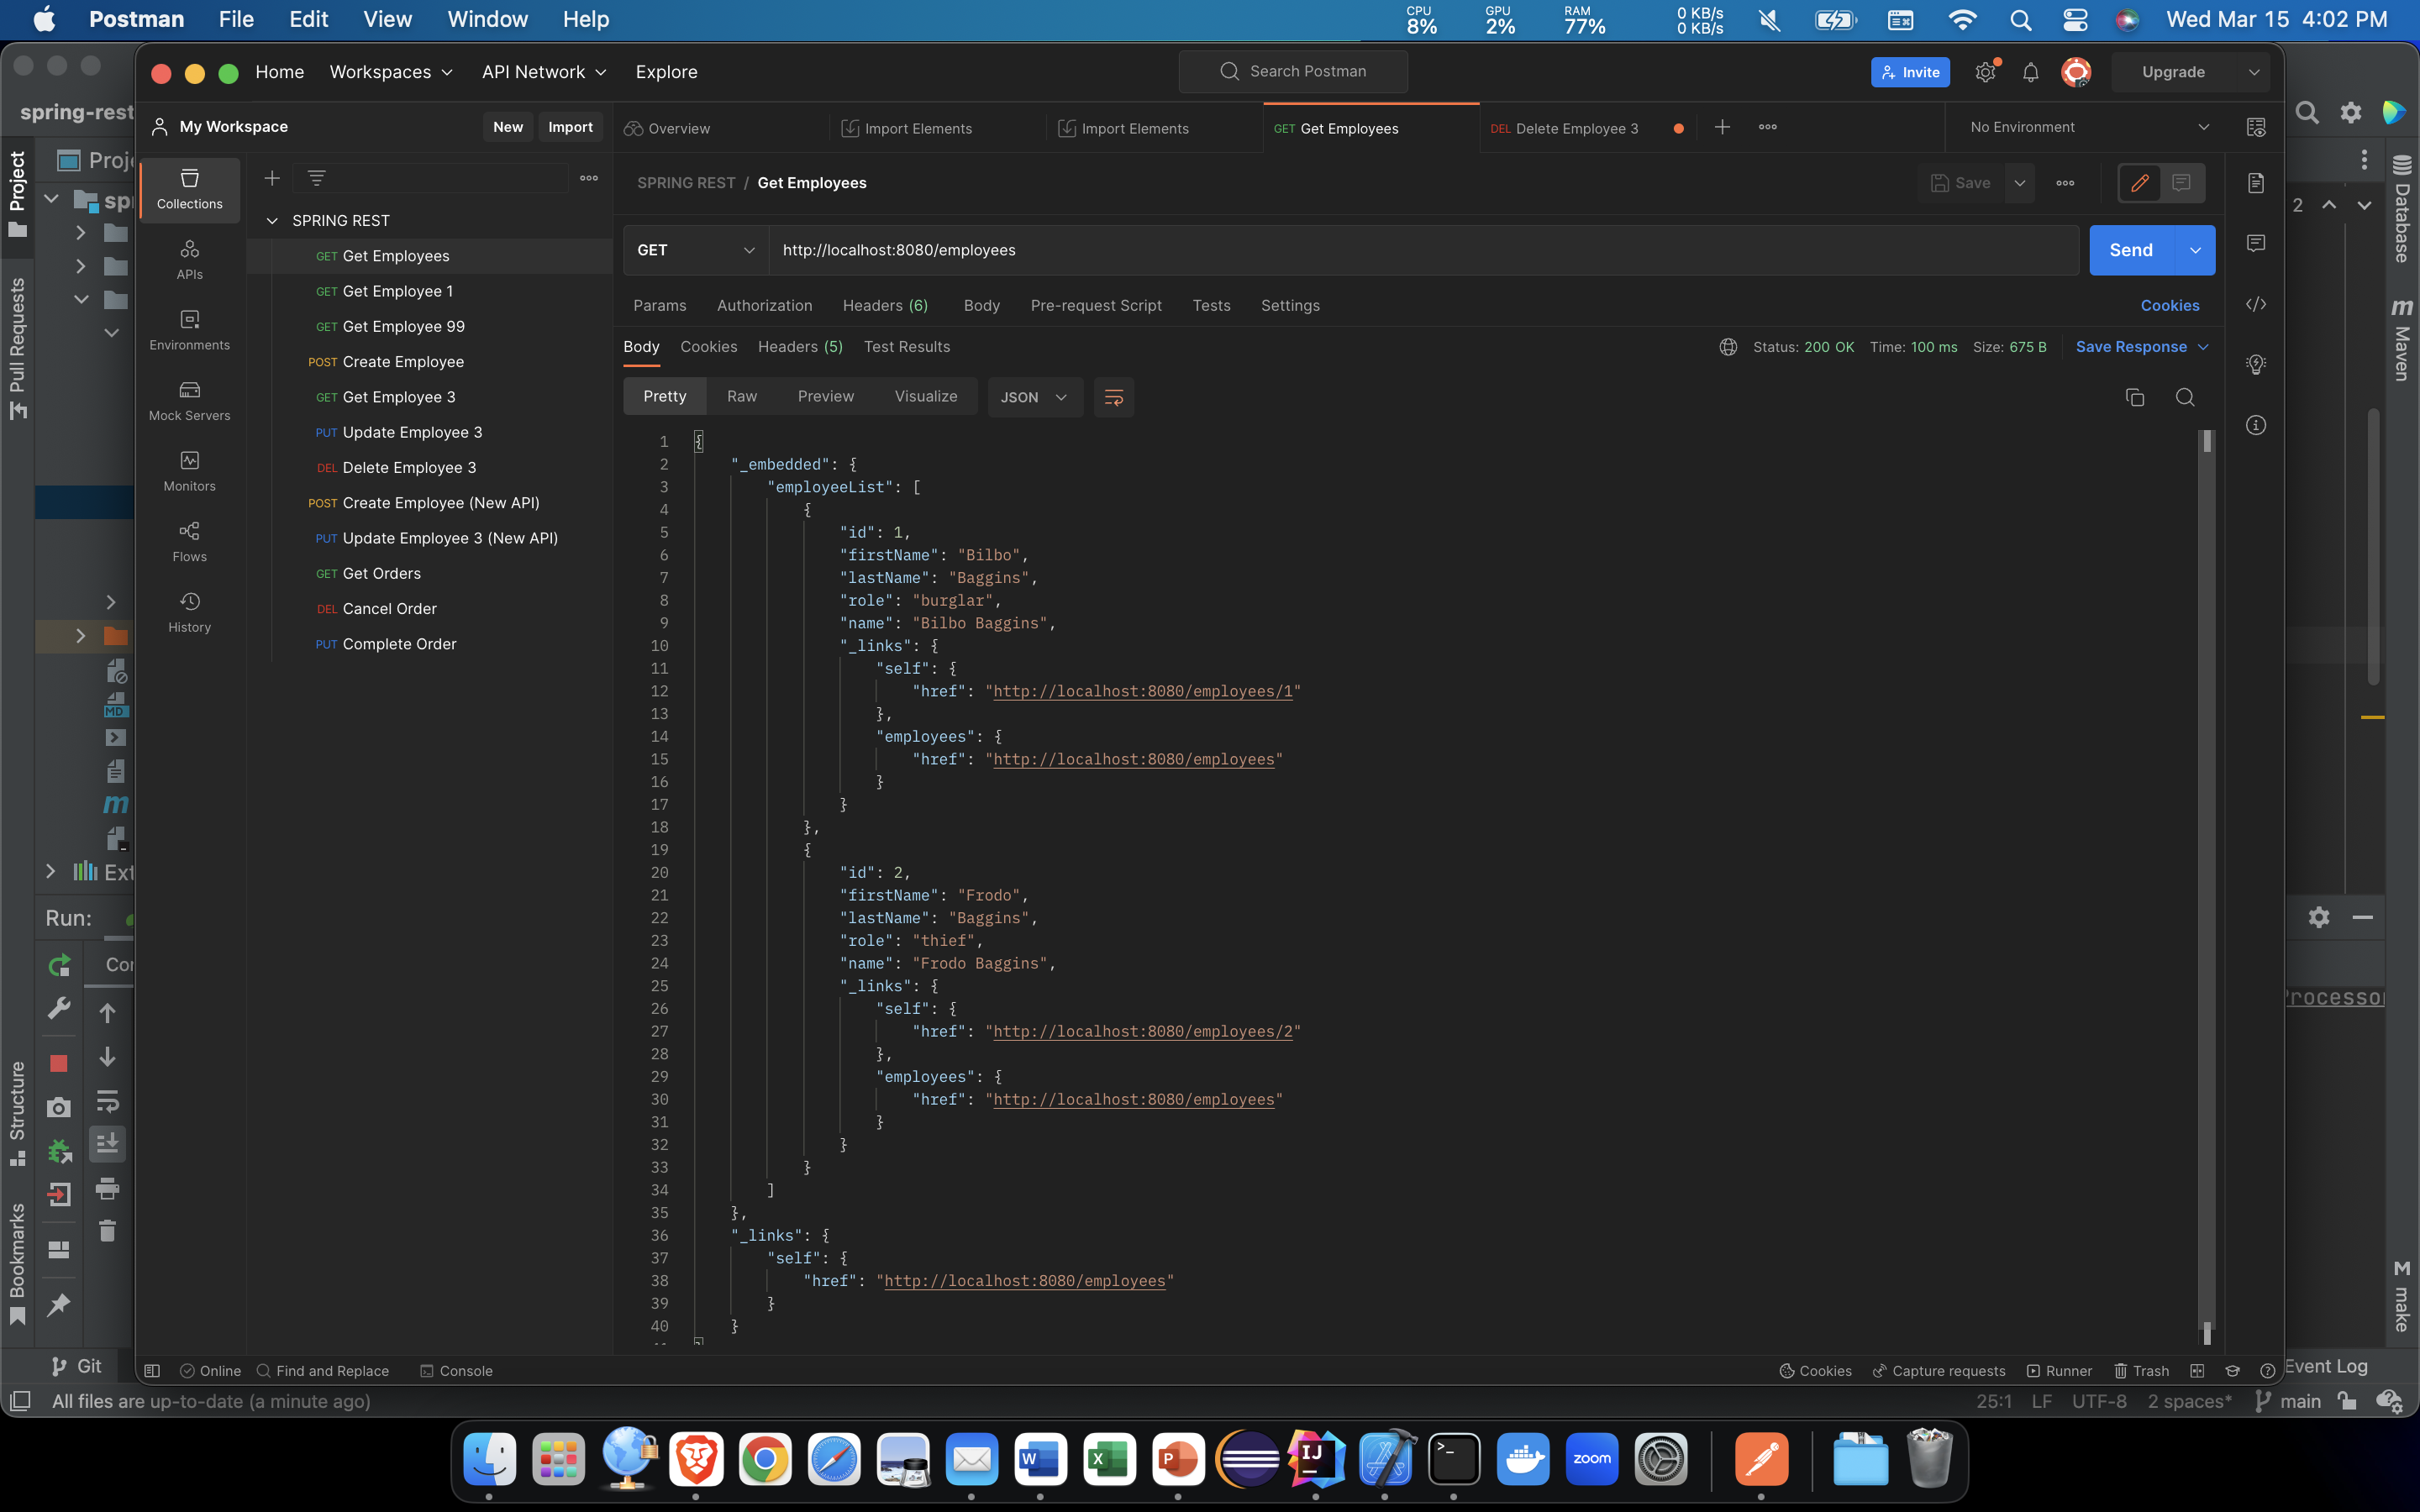 Postman File Edit View Window Help
CPU 8% GPU 2% RAM 77% 0 KB/s 0 KB/s Wed Mar 15 4:02 PM
Home Workspaces API Network Explore Search Postman Invite Upgrade
spring-rest
My Workspace New Import
Overview Import Elements Import Elements GET Get Employees DEL Delete Employee 3 No Environment
Project
Pull Requests
Structure
Bookmarks
Collections
APIs
Environments
Mock Servers
Monitors
Flows
History
SPRING REST
GET Get Employees
GET Get Employee 1
GET Get Employee 99
POST Create Employee
GET Get Employee 3
PUT Update Employee 3
DEL Delete Employee 3
POST Create Employee (New API)
PUT Update Employee 3 (New API)
GET Get Orders
DEL Cancel Order
PUT Complete Order
SPRING REST / Get Employees Save
GET http://localhost:8080/employees Send
Params Authorization Headers (6) Body Pre-request Script Tests Settings Cookies
Body Cookies Headers (5) Test Results Status: 200 OK Time: 100 ms Size: 675 B Save Response
Pretty Raw Preview Visualize JSON
1 {
2 "_embedded": {
3 "employeeList": [
4 {
5 "id": 1,
6 "firstName": "Bilbo",
7 "lastName": "Baggins",
8 "role": "burglar",
9 "name": "Bilbo Baggins",
10 "_links": {
11 "self": {
12 "href": "http://localhost:8080/employees/1"
13 },
14 "employees": {
15 "href": "http://localhost:8080/employees"
16 }
17 }
18 },
19 {
20 "id": 2,
21 "firstName": "Frodo",
22 "lastName": "Baggins",
23 "role": "thief",
24 "name": "Frodo Baggins",
25 "_links": {
26 "self": {
27 "href": "http://localhost:8080/employees/2"
28 },
29 "employees": {
30 "href": "http://localhost:8080/employees"
31 }
32 }
33 }
34 ]
35 },
36 "_links": {
37 "self": {
38 "href": "http://localhost:8080/employees"
39 }
40 }
2
Database
Maven
make
Run:
Online Find and Replace Console Cookies Capture requests Runner Trash
Git Event Log
All files are up-to-date (a minute ago) 25:1 LF UTF-8 2 spaces* main
zoom